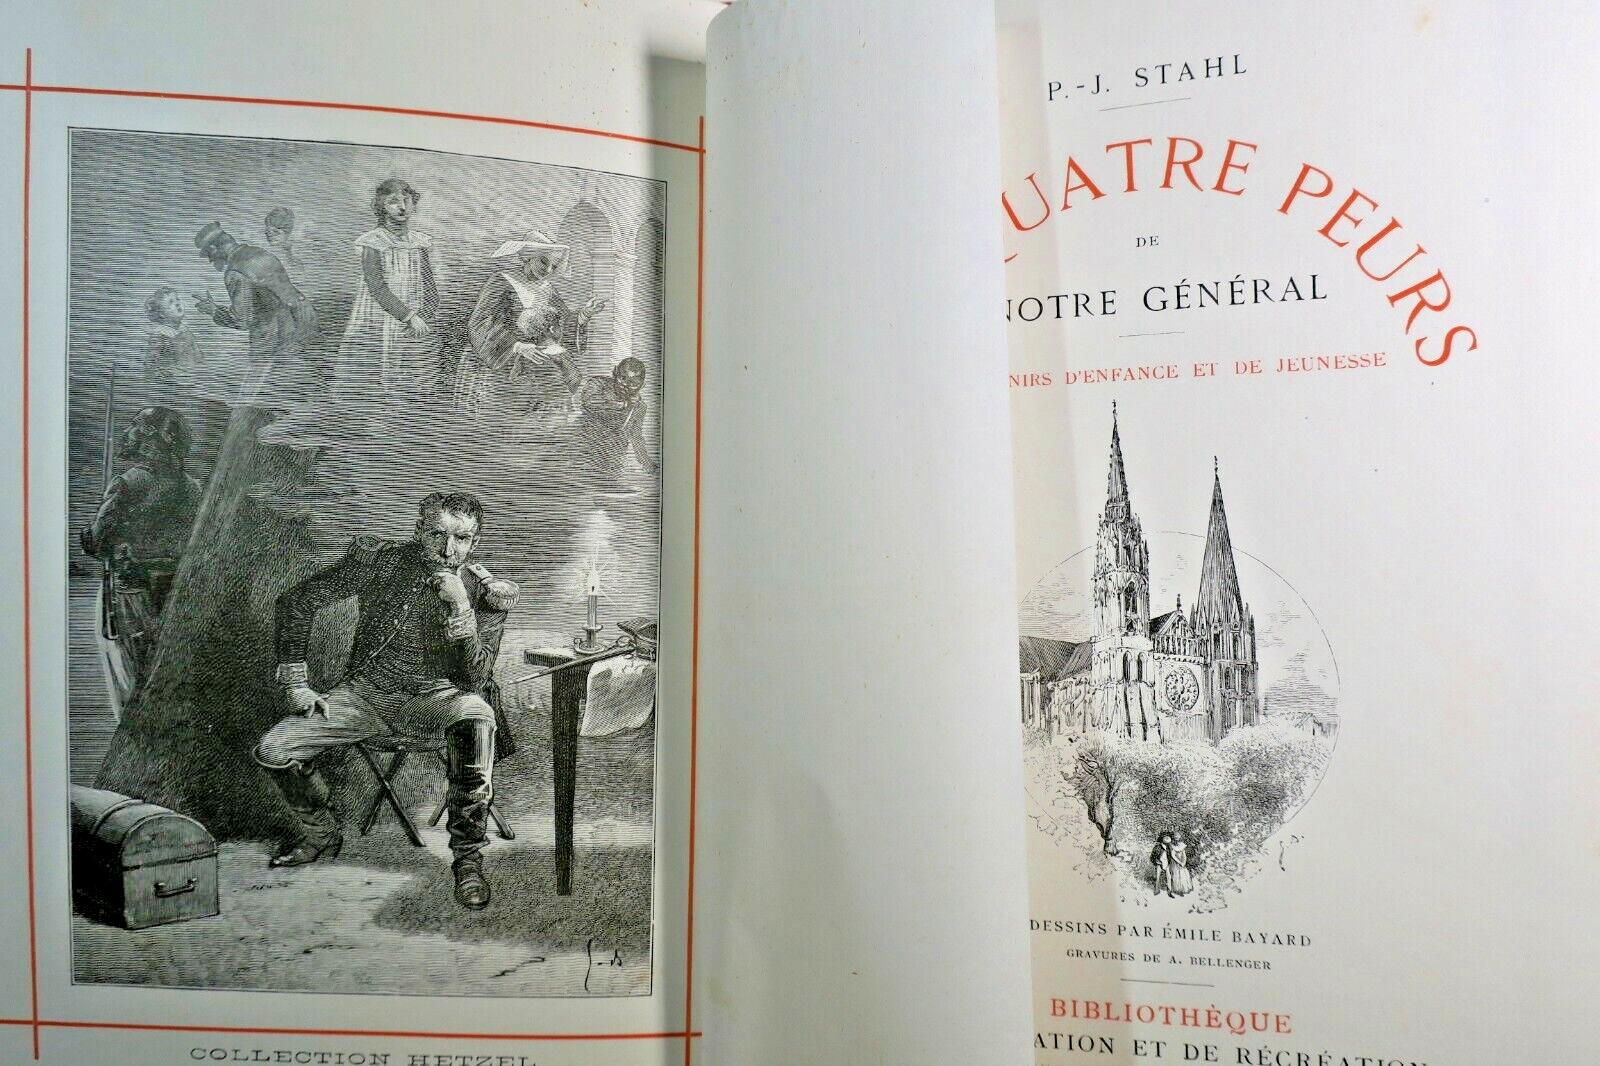 COLLECTION HETZEL
P.-J. STAHL
QUATRE PEURS
DE
NOTRE GÉNÉRAL
NIRS D'ENFANCE ET DE JEUNESSE
DESSINS PAR ÉMILE BAYARD
GRAVURES DE A. BELLENGER
BIBLIOTHÈQUE
ATION ET DE RÉCRÉATION